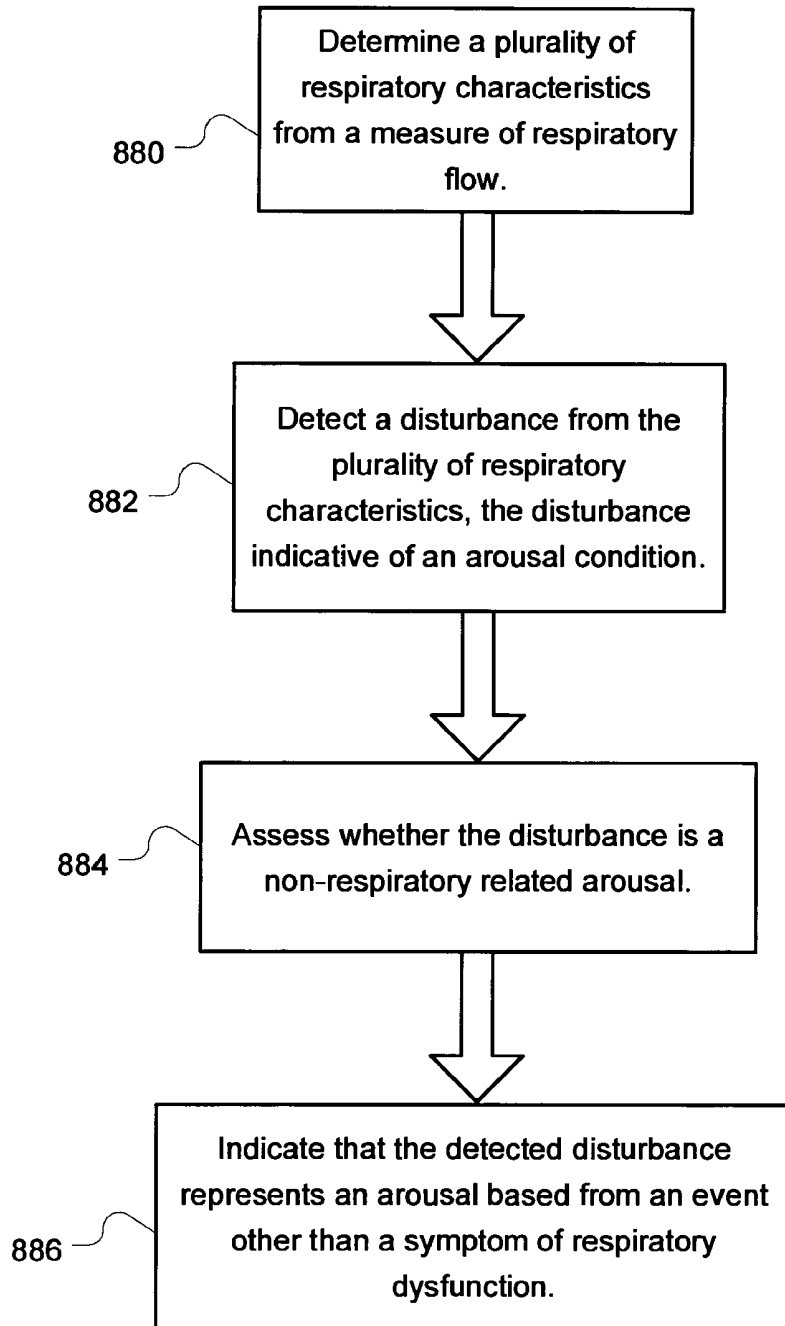 Determine a plurality of
respiratory characteristics
from a measure of respiratory
flow.
880
Detect a disturbance from the
plurality of respiratory
characteristics, the disturbance
indicative of an arousal condition.
882
Assess whether the disturbance is a
non-respiratory related arousal.
884
Indicate that the detected disturbance
represents an arousal based from an event
other than a symptom of respiratory
dysfunction.
886